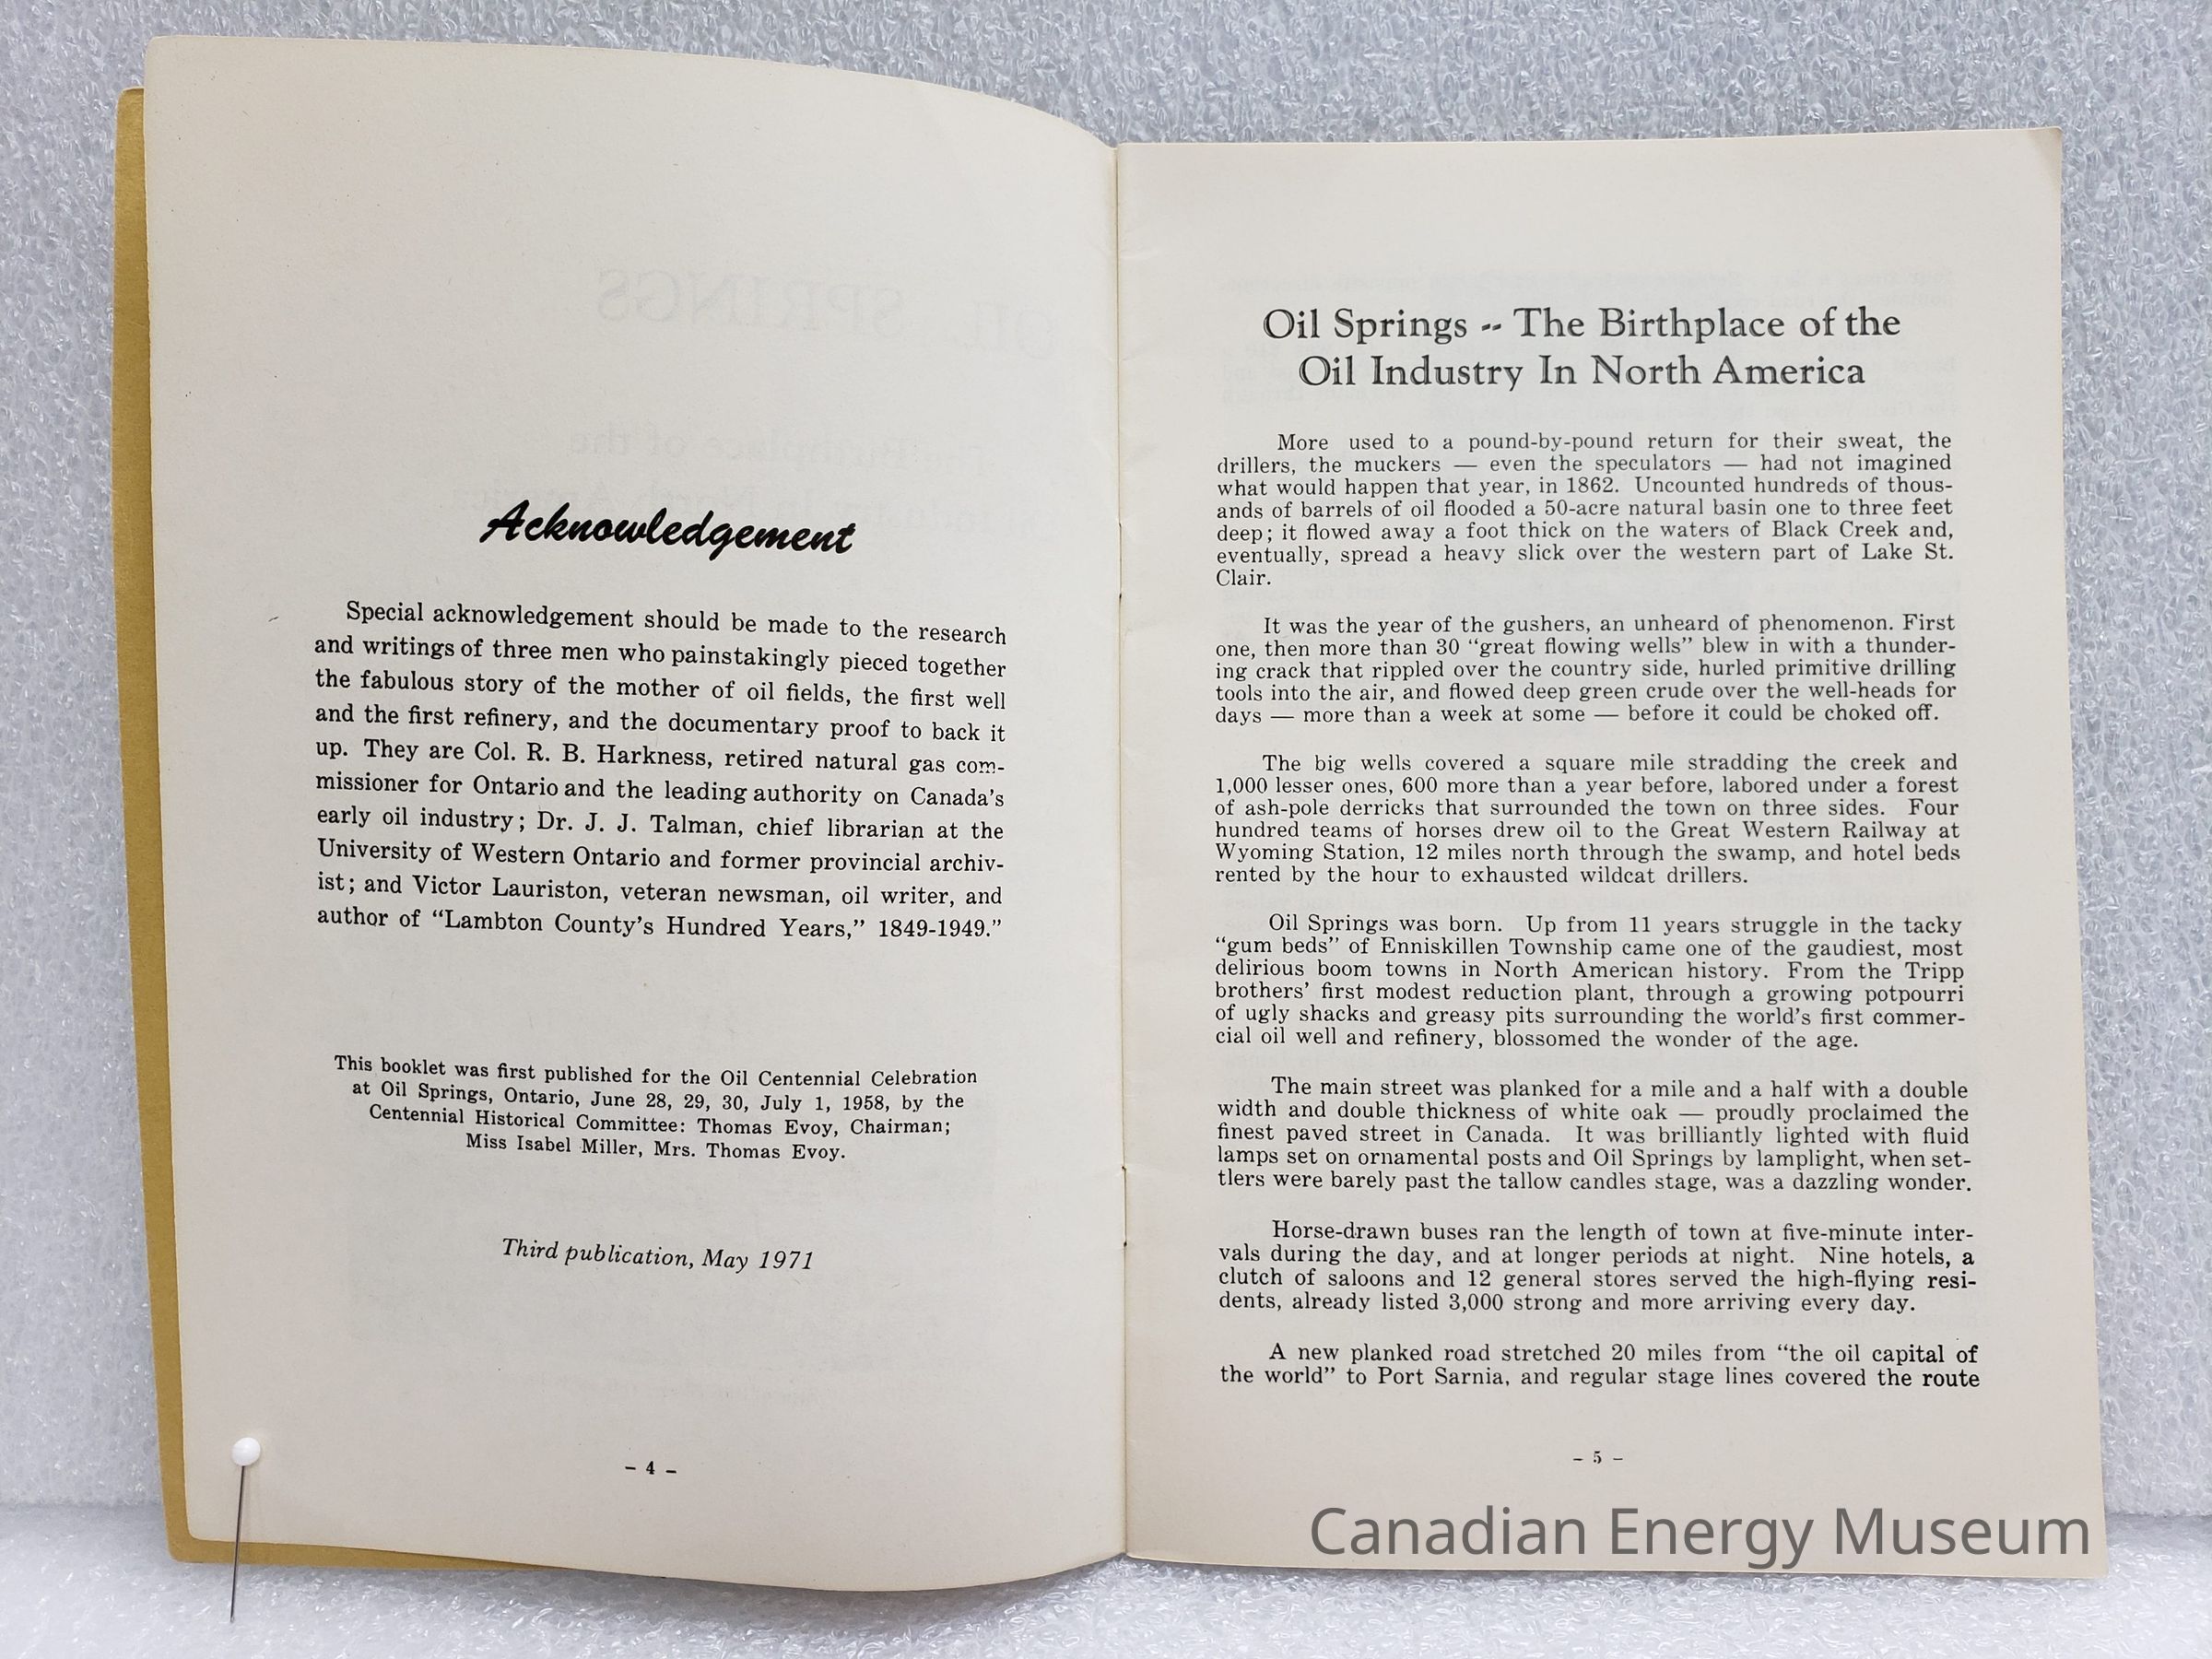 Acknowledgement
Special acknowledgement should be made to the research
and writings of three men who painstakingly pieced together
the fabulous story of the mother of oil fields, the first well
and the first refinery, and the documentary proof to back it
up. They are Col. R. B. Harkness, retired natural gas com-
missioner for Ontario and the leading authority on Canada's
early oil industry; Dr. J. J. Talman, chief librarian at the
University of Western Ontario and former provincial archiv-
ist; and Victor Lauriston, veteran newsman, oil writer, and
author of "Lambton County's Hundred Years," 1849-1949."
This booklet was first published for the Oil Centennial Celebration
at Oil Springs, Ontario, June 28, 29, 30, July 1, 1958, by the
Centennial Historical Committee: Thomas Evoy, Chairman;
Miss Isabel Miller, Mrs. Thomas Evoy.
Third publication, May 1971
- 4 -
Oil Springs -- The Birthplace of the
Oil Industry In North America
More used to a pound-by-pound return for their sweat, the
drillers, the muckers — even the speculators — had not imagined
what would happen that year, in 1862. Uncounted hundreds of thous-
ands of barrels of oil flooded a 50-acre natural basin one to three feet
deep; it flowed away a foot thick on the waters of Black Creek and,
eventually, spread a heavy slick over the western part of Lake St.
Clair.
It was the year of the gushers, an unheard of phenomenon. First
one, then more than 30 "great flowing wells" blew in with a thunder-
ing crack that rippled over the country side, hurled primitive drilling
tools into the air, and flowed deep green crude over the well-heads for
days — more than a week at some — before it could be choked off.
The big wells covered a square mile stradding the creek and
1,000 lesser ones, 600 more than a year before, labored under a forest
of ash-pole derricks that surrounded the town on three sides. Four
hundred teams of horses drew oil to the Great Western Railway at
Wyoming Station, 12 miles north through the swamp, and hotel beds
rented by the hour to exhausted wildcat drillers.
Oil Springs was born. Up from 11 years struggle in the tacky
"gum beds" of Enniskillen Township came one of the gaudiest, most
delirious boom towns in North American history. From the Tripp
brothers' first modest reduction plant, through a growing potpourri
of ugly shacks and greasy pits surrounding the world's first commer-
cial oil well and refinery, blossomed the wonder of the age.
The main street was planked for a mile and a half with a double
width and double thickness of white oak — proudly proclaimed the
finest paved street in Canada. It was brilliantly lighted with fluid
lamps set on ornamental posts and Oil Springs by lamplight, when set-
tlers were barely past the tallow candles stage, was a dazzling wonder.
Horse-drawn buses ran the length of town at five-minute inter-
vals during the day, and at longer periods at night. Nine hotels, a
clutch of saloons and 12 general stores served the high-flying resi-
dents, already listed 3,000 strong and more arriving every day.
A new planked road stretched 20 miles from "the oil capital of
the world" to Port Sarnia, and regular stage lines covered the route
- 5 -
Canadian Energy Museum